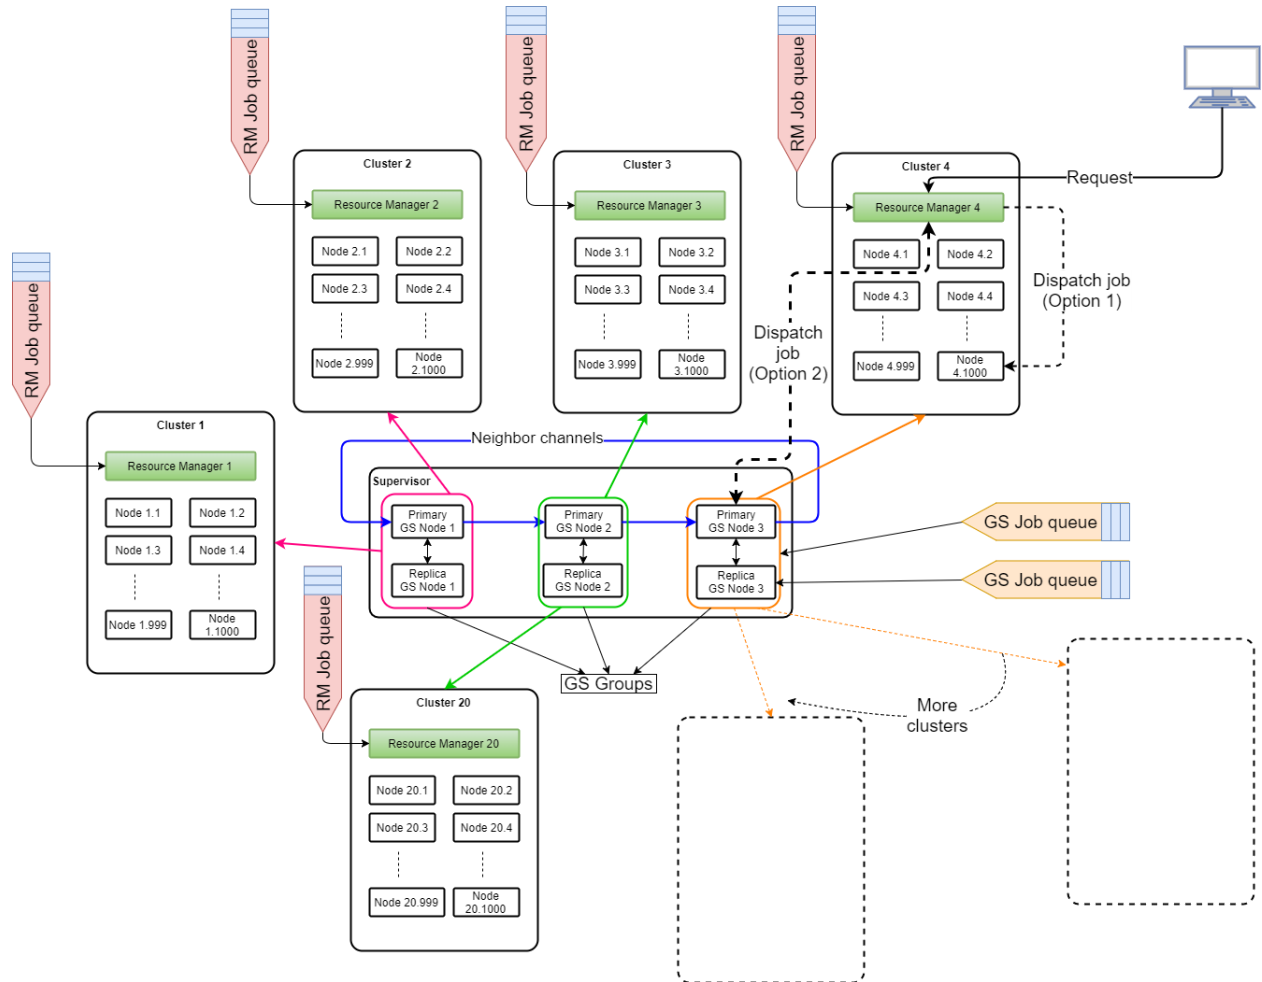 RM Job queue
RM Job queue
RM Job queue
Cluster 2
Resource Manager 2
Node 2.1
Node 2.2
Node 2.3
Node 2.4
Node 2.999
Node
2.1000
Cluster 3
Resource Manager 3
Node 3.1
Node 3.2
Node 3.3
Node 3.4
Node 3.999
Node
3.1000
Cluster 4
Resource Manager 4
Node 4.1
Node 4.2
Node 4.3
Node 4.4
Node 4.999
Node
4.1000
Request
Dispatch job
(Option 1)
Dispatch
job
(Option 2)
RM Job queue
Cluster 1
Resource Manager 1
Node 1.1
Node 1.2
Node 1.3
Node 1.4
Node 1.999
Node
1.1000
Neighbor channels
Supervisor
Primary
GS Node 1
Replica
GS Node 1
Primary
GS Node 2
Replica
GS Node 2
Primary
GS Node 3
Replica
GS Node 3
GS Job queue
GS Job queue
GS Groups
RM Job queue
Cluster 20
Resource Manager 20
Node 20.1
Node 20.2
Node 20.3
Node 20.4
Node 20.999
Node
20.1000
More
clusters